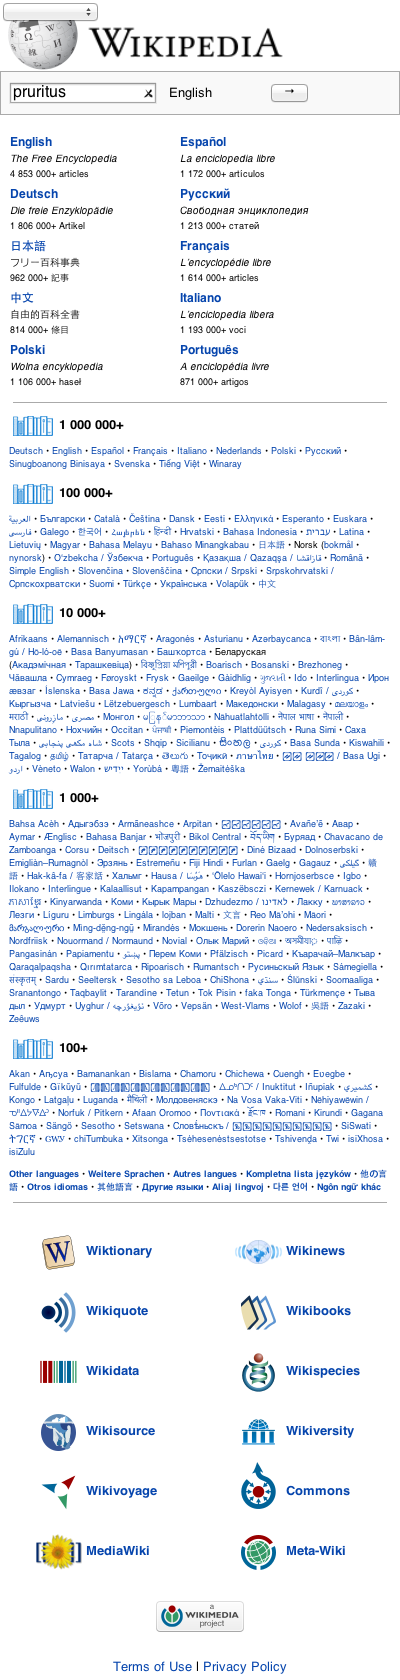 WIKIPEDIA
pruritus
English
→
English
The Free Encyclopedia
4 853 000+ articles
Español
La enciclopedia libre
1 172 000+ artículos
Deutsch
Die freie Enzyklopädie
1 806 000+ Artikel
Русский
Свободная энциклопедия
1 213 000+ статей
日本語
フリー百科事典
962 000+ 記事
Français
L'encyclopédie libre
1 614 000+ articles
中文
自由的百科全書
814 000+ 條目
Italiano
L'enciclopedia libera
1 193 000+ voci
Polski
Wolna encyklopedia
1 106 000+ haseł
Português
A enciclopédia livre
871 000+ artigos
1 000 000+
Deutsch • English • Español • Français • Italiano • Nederlands • Polski • Русский •
Sinugboanong Binisaya • Svenska • Tiếng Việt • Winaray
100 000+
العربية • Български • Català • Čeština • Dansk • Eesti • Ελληνικά • Esperanto • Euskara •
فارسی • Galego • 한국어 • Հայերեն • हिन्दी • Hrvatski • Bahasa Indonesia • עברית • Latina •
Lietuvių • Magyar • Bahasa Melayu • Bahaso Minangkabau • 日本語 • Norsk (bokmål •
nynorsk) • Oʻzbekcha / Ўзбекча • Português • Қазақша / Qazaqşa / قازاقشا • Română •
Simple English • Slovenčina • Slovenščina • Српски / Srpski • Srpskohrvatski /
Српскохрватски • Suomi • Türkçe • Українська • Volapük • 中文
10 000+
Afrikaans • Alemannisch • አማርኛ • Aragonés • Asturianu • Azərbaycanca • বাংলা • Bân-lâm-
gú / Hō-ló-oē • Basa Banyumasan • Башҡортса • Беларуская
(Акадэмічная • Тарашкевіца) • বিষ্ণুপ্রিয়া মণিপুরী • Boarisch • Bosanski • Brezhoneg •
Чӑвашла • Cymraeg • Føroyskt • Frysk • Gaeilge • Gàidhlig • ગુજરાતી • Ido • Interlingua • Ирон
æвзаг • Íslenska • Basa Jawa • ಕನ್ನಡ • ქართული • Kreyòl Ayisyen • Kurdî / كوردی •
Кыргызча • Latviešu • Lëtzebuergesch • Lumbaart • Македонски • Malagasy • മലയാളം •
मराठी • مازِرونی • مصرى • Монгол • မြန်မာဘာသာ • Nahuatlahtolli • नेपाल भाषा • नेपाली •
Nnapulitano • Нохчийн • Occitan • ਪੰਜਾਬੀ • Piemontèis • Plattdüütsch • Runa Simi • Саха
Тыла • شاہ مکھی پنجابی • Scots • Shqip • Sicilianu • සිංහල • کوردی • Basa Sunda • Kiswahili •
Tagalog • தமிழ் • Татарча / Tatarça • తెలుగు • Тоҷикӣ • ภาษาไทย • / Basa Ugi •
اردو • Vèneto • Walon • ייִדיש • Yorùbá • 粵語 • Žemaitėška
1 000+
Bahsa Acèh • Адыгэбзэ • Armãneashce • Arpitan • • Avañe'ẽ • Авар •
Aymar • Ænglisc • Bahasa Banjar • भोजपुरी • Bikol Central • བོད་ཡིག • Буряад • Chavacano de
Zamboanga • Corsu • Deitsch • • Diné Bizaad • Dolnoserbski •
Emigliàn–Rumagnòl • Эрзянь • Estremeñu • Fiji Hindi • Furlan • Gaelg • Gagauz • گیلکی • 贛
語 • Hak-kâ-fa / 客家話 • Хальмг • Hausa / هَوُسَا • ʻŌlelo Hawaiʻi • Hornjoserbsce • Igbo •
Ilokano • Interlingue • Kalaallisut • Kapampangan • Kaszëbsczi • Kernewek / Karnuack •
ភាសាខ្មែរ • Kinyarwanda • Коми • Кырык Мары • Dzhudezmo / לאדינו • Лакку • ພາສາລາວ •
Лезги • Líguru • Limburgs • Lingála • lojban • Malti • 文言 • Reo Mā'ohi • Māori •
მარგალური • Mìng-dĕ̤ng-ngṳ̄ • Mirandés • Мокшень • Dorerin Naoero • Nedersaksisch •
Nordfriisk • Nouormand / Normaund • Novial • Олык Марий • ଓଡି଼ଆ • অসমীযা় • पाऴि •
Pangasinán • Papiamentu • پښتو • Перем Коми • Pfälzisch • Picard • Къарачай–Малкъар •
Qaraqalpaqsha • Qırımtatarca • Ripoarisch • Rumantsch • Русиньскый Язык • Sámegiella •
संस्कृतम् • Sardu • Seeltersk • Sesotho sa Leboa • ChiShona • سنڌي • Ślůnski • Soomaaliga •
Sranantongo • Taqbaylit • Tarandíne • Tetun • Tok Pisin • faka Tonga • Türkmençe • Тыва
дыл • Удмурт • Uyghur / ئۇيغۇرچه • Võro • Vepsän • West-Vlams • Wolof • 吳語 • Zazaki •
Zeêuws
100+
Akan • Аҧсуа • Bamanankan • Bislama • Chamoru • Chichewa • Cuengh • Eʋegbe •
Fulfulde • Gĩkũyũ • • ᐃᓄᒃᑎᑐᑦ / Inuktitut • Iñupiak • كشميري •
Kongo • Latgaļu • Luganda • मैथिली • Молдовеняскэ • Na Vosa Vaka-Viti • Nēhiyawēwin /
ᓀᐦᐃᔭᐍᐏᐣ • Norfuk / Pitkern • Afaan Oromoo • Ποντιακά • རྫོང་ཁ • Romani • Kirundi • Gagana
Sāmoa • Sängö • Sesotho • Setswana • Словѣ́ньскъ / • SiSwati •
ትግርኛ • ᏣᎳᎩ • chiTumbuka • Xitsonga • Tsėhesenėstsestotse • Tshivenḓa • Twi • isiXhosa •
isiZulu
Other languages • Weitere Sprachen • Autres langues • Kompletna lista języków • 他の言
語 • Otros idiomas • 其他語言 • Другие языки • Aliaj lingvoj • 다른 언어 • Ngôn ngữ khác
Wiktionary
Wikinews
Wikiquote
Wikibooks
Wikidata
Wikispecies
Wikisource
Wikiversity
Wikivoyage
Commons
MediaWiki
Meta-Wiki
a
WIKIMEDIA
project
Terms of Use | Privacy Policy